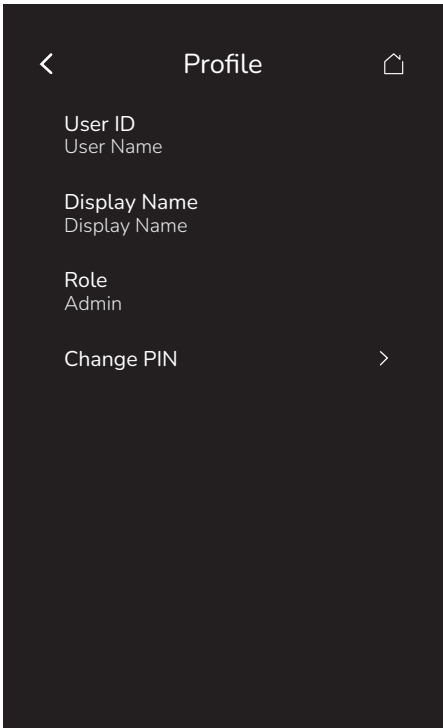 Profile
User ID
User Name
Display Name
Display Name
Role
Admin
Change PIN